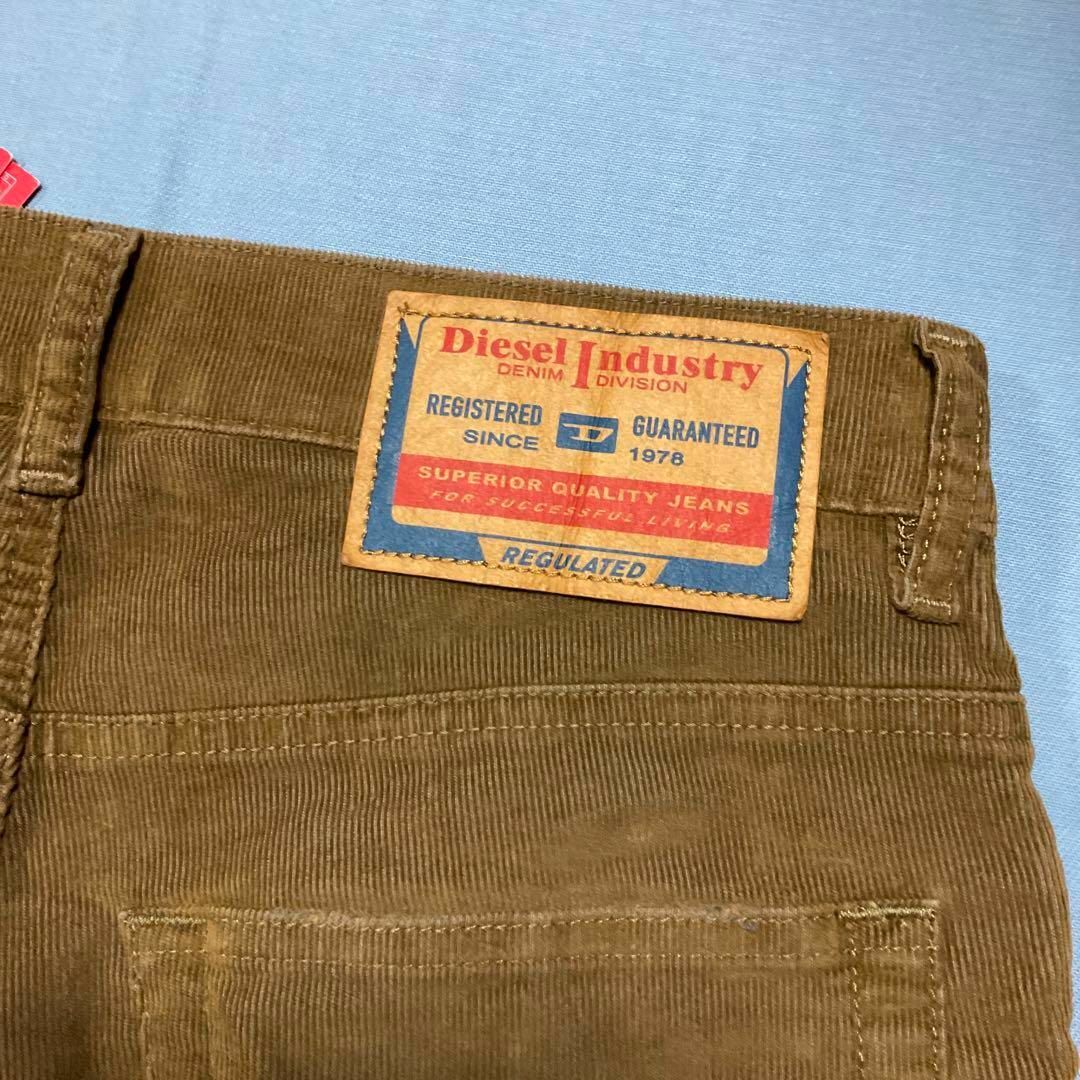 Diesel Industry
DENIM DIVISION
REGISTERED D GUARANTEED
SINCE 1978
SUPERIOR QUALITY JEANS
FOR SUCCESSFUL LIVING
REGULATED